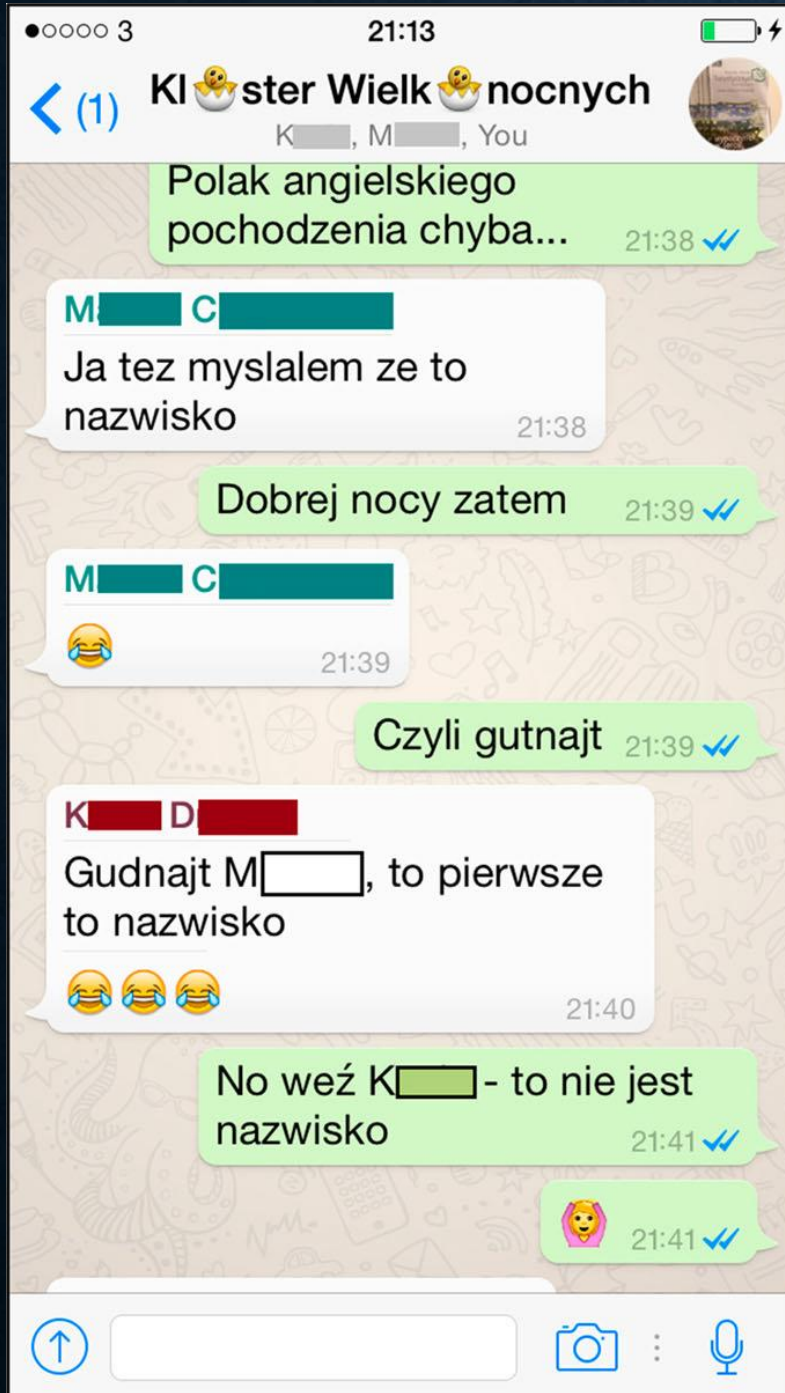 3 21:13
(1) Kl🐣ster Wielk🐣nocnych
K, M, You
Polak angielskiego
pochodzenia chyba... 21:38
M C
Ja tez myslalem ze to
nazwisko 21:38
Dobrej nocy zatem 21:39
M C
😂 21:39
Czyli gutnajt 21:39
K D
Gudnajt M, to pierwsze
to nazwisko
😂😂😂 21:40
No weź K - to nie jest
nazwisko 21:41
🙆 21:41